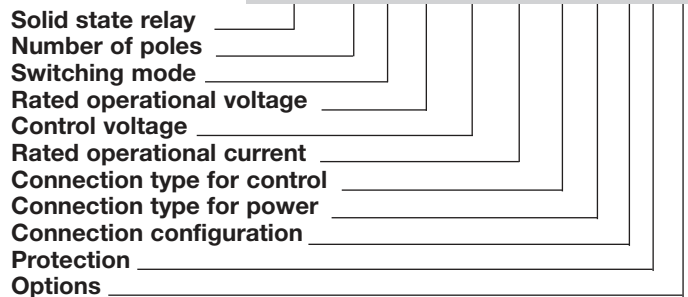 Solid state relay
Number of poles
Switching mode
Rated operational voltage
Control voltage
Rated operational current
Connection type for control
Connection type for power
Connection configuration
Protection
Options